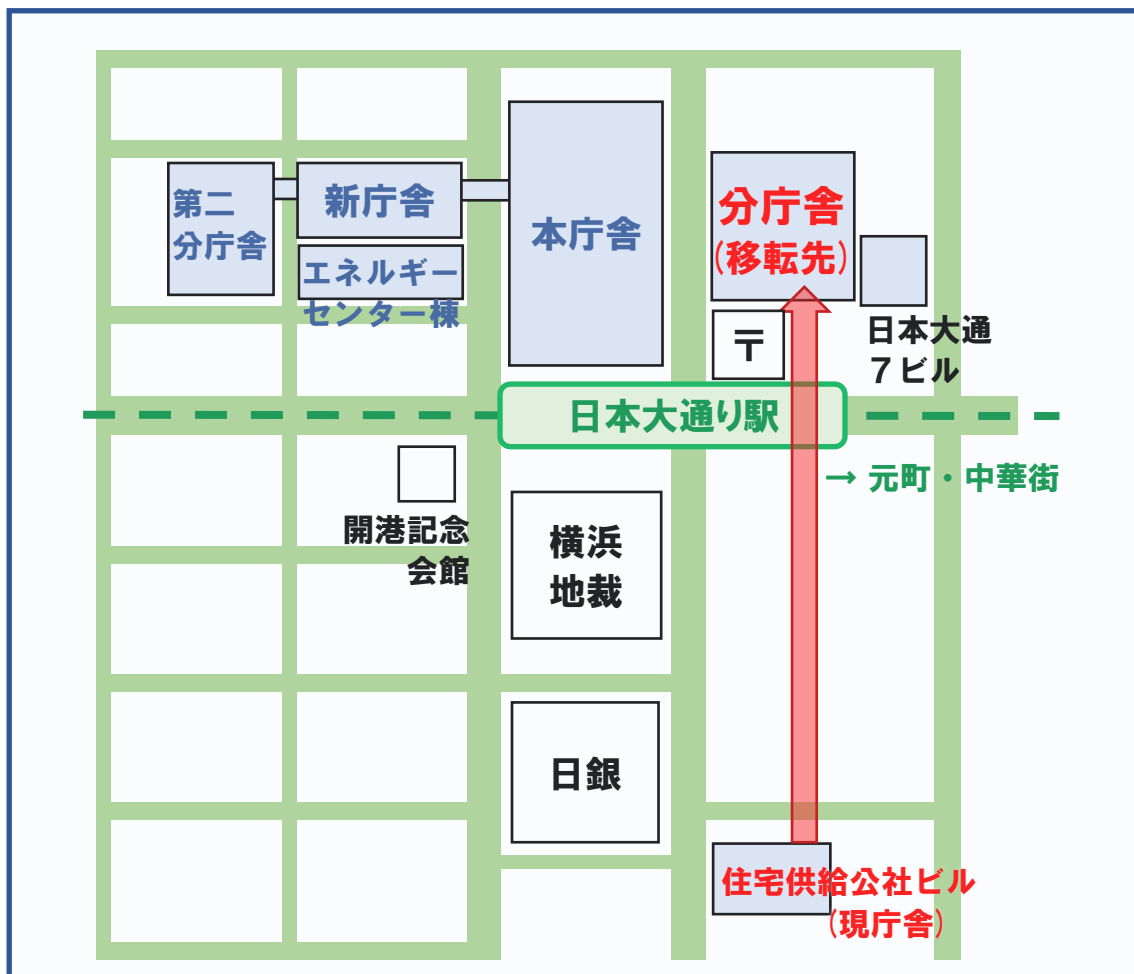 第二
分庁舎
新庁舎
エネルギー
センター棟
本庁舎
分庁舎
(移転先)
〒
日本大通
７ビル
日本大通り駅
→ 元町・中華街
開港記念
会館
横浜
地裁
日銀
住宅供給公社ビル
(現庁舎)